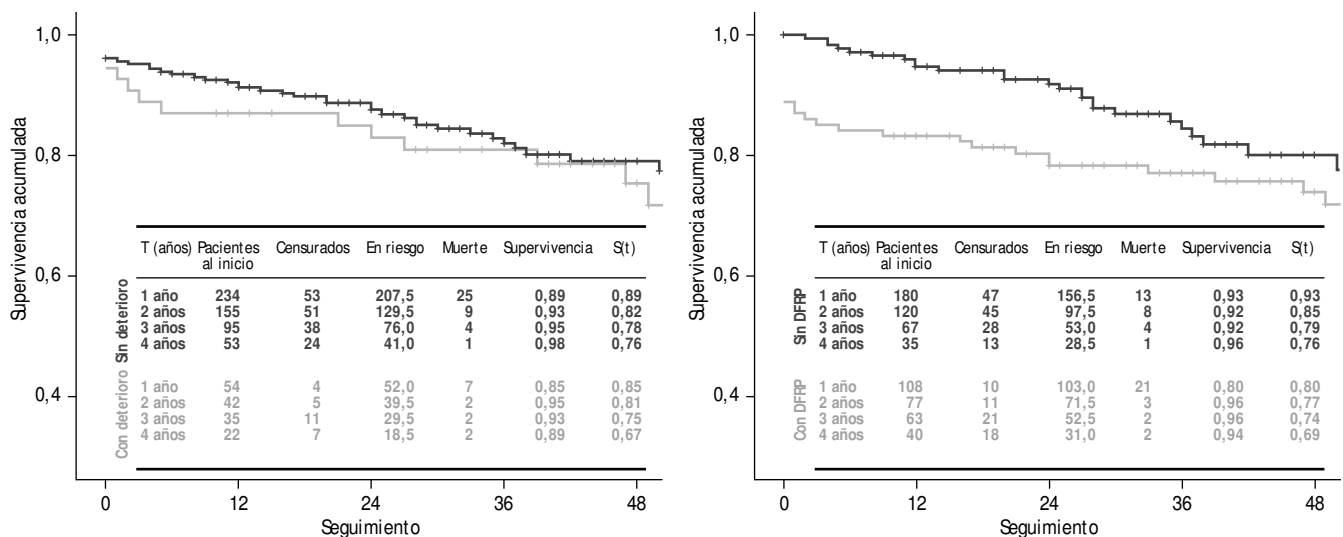 1,0
0,8
0,6
0,4
Supervivencia acumulada
T (años) Pacientes al inicio Censurados En riesgo Muerte Supervivencia S(t)
Sin deterioro
1 año 234 53 207,5 25 0,89 0,89
2 años 155 51 129,5 9 0,93 0,82
3 años 95 38 76,0 4 0,95 0,78
4 años 53 24 41,0 1 0,98 0,76
Con deterioro
1 año 54 4 52,0 7 0,85 0,85
2 años 42 5 39,5 2 0,95 0,81
3 años 35 11 29,5 2 0,93 0,75
4 años 22 7 18,5 2 0,89 0,67
0 12 24 36 48
Seguimiento
1,0
0,8
0,6
0,4
Supervivencia acumulada
T (años) Pacientes al inicio Censurados En riesgo Muerte Supervivencia S(t)
Sin DFRP
1 año 180 47 156,5 13 0,93 0,93
2 años 120 45 97,5 8 0,92 0,85
3 años 67 28 53,0 4 0,92 0,79
4 años 35 13 28,5 1 0,96 0,76
Con DFRP
1 año 108 10 103,0 21 0,80 0,80
2 años 77 11 71,5 3 0,96 0,77
3 años 63 21 52,5 2 0,96 0,74
4 años 40 18 31,0 2 0,94 0,69
0 12 24 36 48
Seguimiento